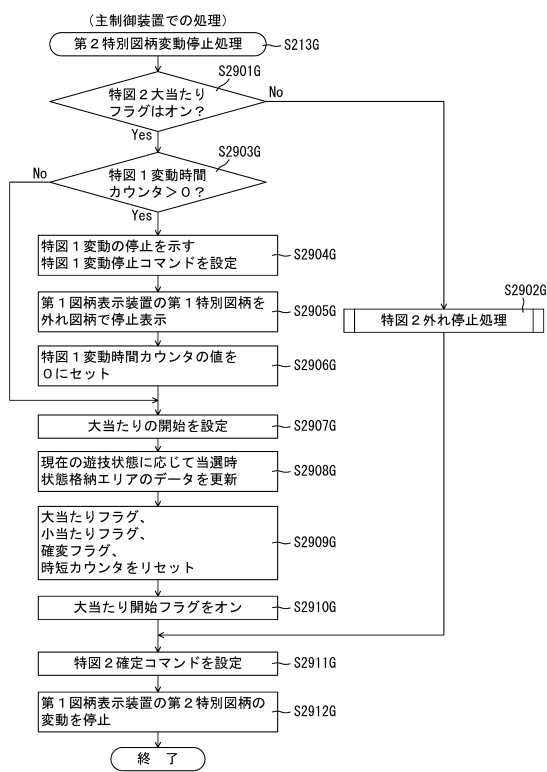 （主制御装置での処理）
第２特別図柄変動停止処理
S213G
S2901G
特図２大当たり
フラグはオン？
No
Yes
S2903G
特図１変動時間
カウンタ＞０？
No
Yes
特図１変動の停止を示す
特図１変動停止コマンドを設定
S2904G
S2902G
特図２外れ停止処理
第１図柄表示装置の第１特別図柄を
外れ図柄で停止表示
S2905G
特図１変動時間カウンタの値を
０にセット
S2906G
大当たりの開始を設定
S2907G
現在の遊技状態に応じて当選時
状態格納エリアのデータを更新
S2908G
大当たりフラグ、
小当たりフラグ、
確変フラグ、
時短カウンタをリセット
S2909G
大当たり開始フラグをオン
S2910G
特図２確定コマンドを設定
S2911G
第１図柄表示装置の第２特別図柄の
変動を停止
S2912G
終　了